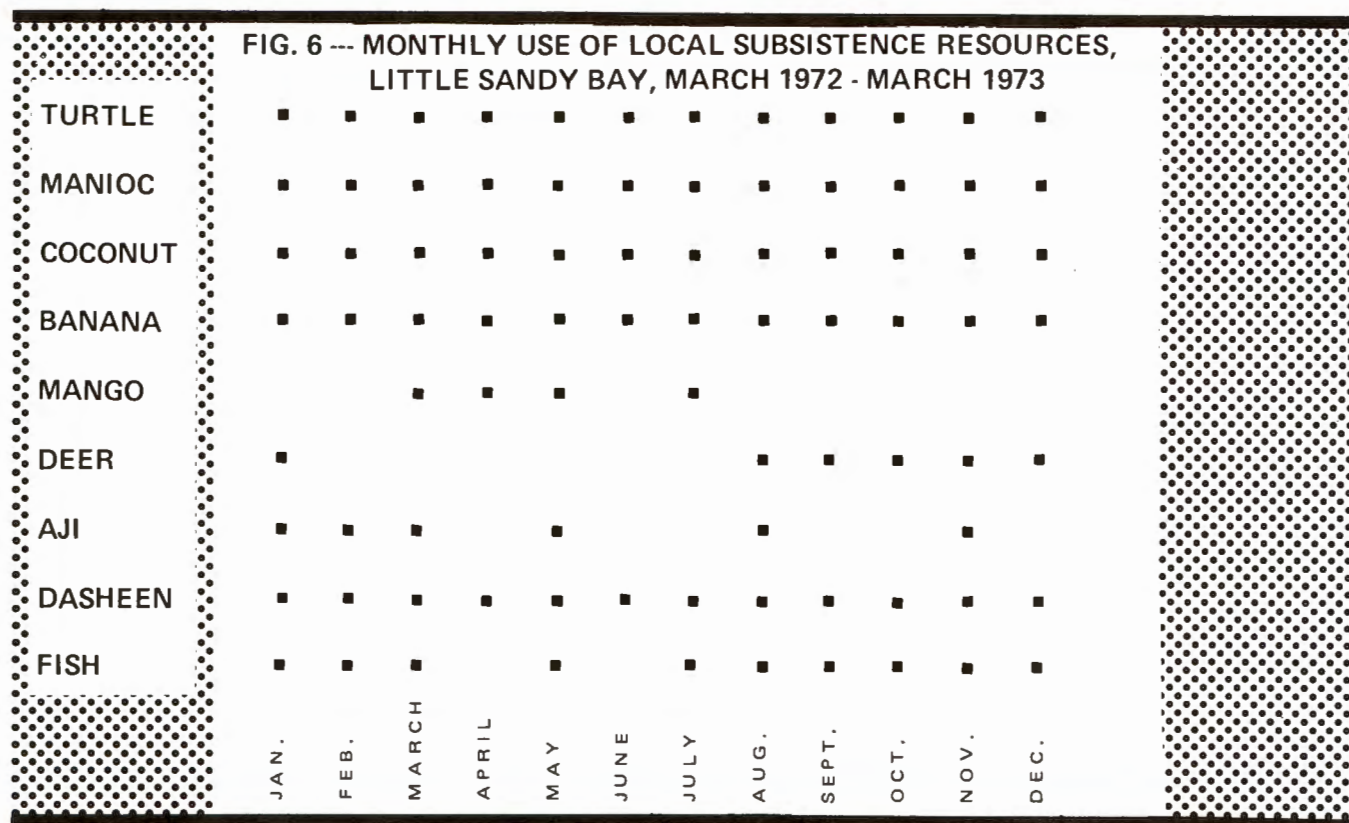 FIG. 6 --- MONTHLY USE OF LOCAL SUBSISTENCE RESOURCES,
LITTLE SANDY BAY, MARCH 1972 - MARCH 1973
TURTLE
MANIOC
COCONUT
BANANA
MANGO
DEER
AJI
DASHEEN
FISH
JAN.
FEB.
MARCH
APRIL
MAY
JUNE
JULY
AUG.
SEPT.
OCT.
NOV.
DEC.